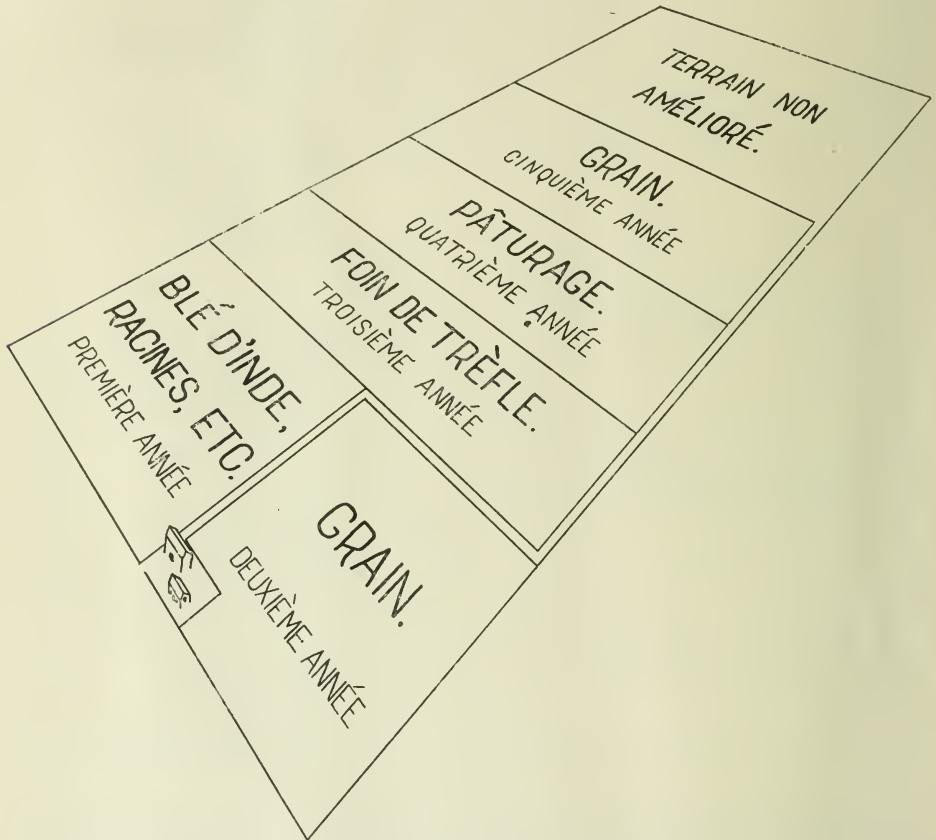 TERRAIN NON
AMÉLIORÉ.
GRAIN.
CINQUIÈME ANNÉE
PÂTURAGE.
QUATRIÈME ANNÉE
FOIN DE TRÈFLE.
TROISIÈME ANNÉE
BLÉ D'INDE,
RACINES, ETC.
PREMIÈRE ANNÉE
GRAIN.
DEUXIÈME ANNÉE